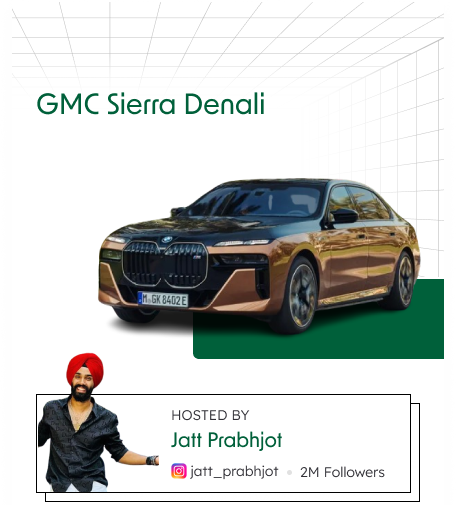 GMC Sierra Denali
M GK 8402 E
HOSTED BY
Jatt Prabhjot
jatt_prabhjot 2M Followers